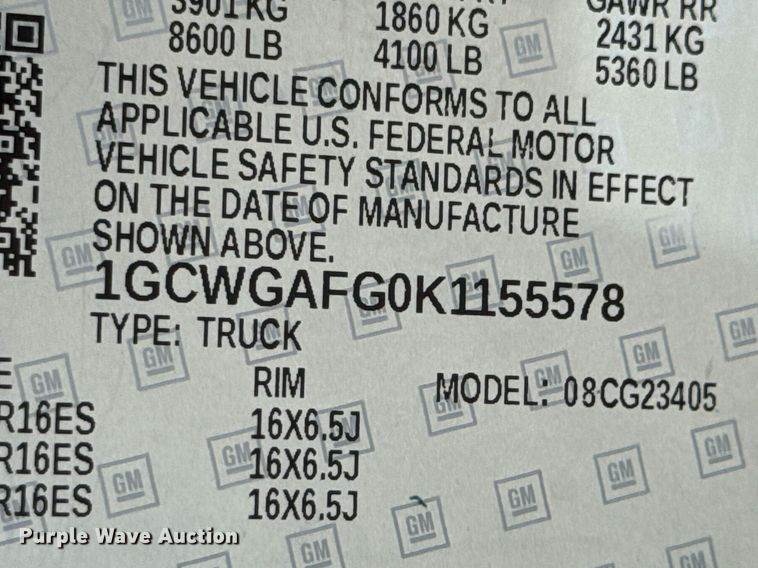 3901 KG 1860 KG GAWR RR
8600 LB 4100 LB 2431 KG
5360 LB
THIS VEHICLE CONFORMS TO ALL
APPLICABLE U.S. FEDERAL MOTOR
VEHICLE SAFETY STANDARDS IN EFFECT
ON THE DATE OF MANUFACTURE
SHOWN ABOVE.
1GCWGAFG0K1155578
TYPE: TRUCK
RIM MODEL: 08CG23405
R16ES 16X6.5J
R16ES 16X6.5J
R16ES 16X6.5J
GM
Purple Wave Auction